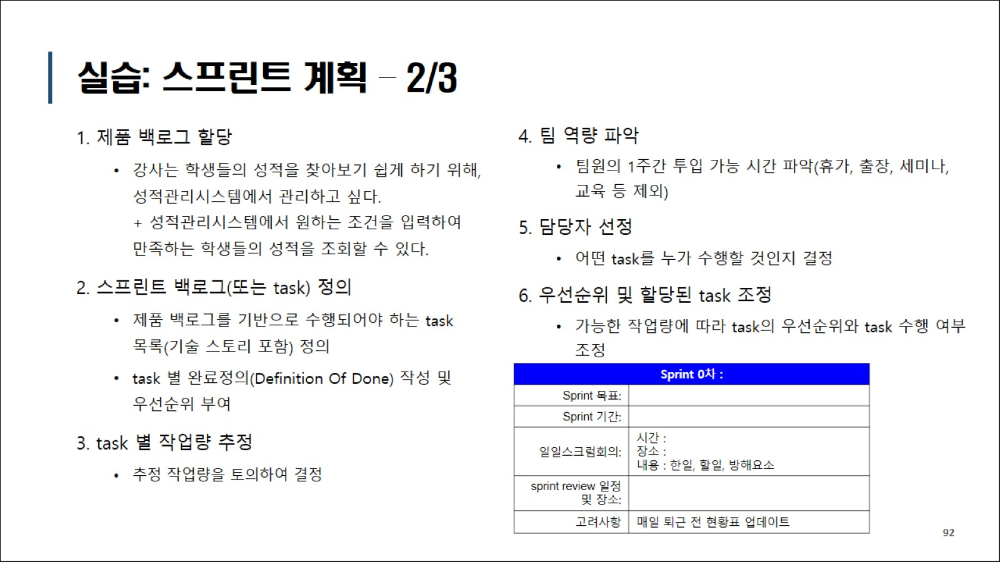 실습: 스프린트 계획 – 2/3
1. 제품 백로그 할당
• 강사는 학생들의 성적을 찾아보기 쉽게 하기 위해,
성적관리시스템에서 관리하고 싶다.
+ 성적관리시스템에서 원하는 조건을 입력하여
만족하는 학생들의 성적을 조회할 수 있다.
2. 스프린트 백로그(또는 task) 정의
• 제품 백로그를 기반으로 수행되어야 하는 task
목록(기술 스토리 포함) 정의
• task 별 완료정의(Definition Of Done) 작성 및
우선순위 부여
3. task 별 작업량 추정
• 추정 작업량을 토의하여 결정
4. 팀 역량 파악
• 팀원의 1주간 투입 가능 시간 파악(휴가, 출장, 세미나,
교육 등 제외)
5. 담당자 선정
• 어떤 task를 누가 수행할 것인지 결정
6. 우선순위 및 할당된 task 조정
• 가능한 작업량에 따라 task의 우선순위와 task 수행 여부
조정
Sprint 0차 :
Sprint 목표:
Sprint 기간:
일일스크럼회의:
시간 :
장소 :
내용 : 한일, 할일, 방해요소
sprint review 일정
및 장소:
고려사항
매일 퇴근 전 현황표 업데이트
92